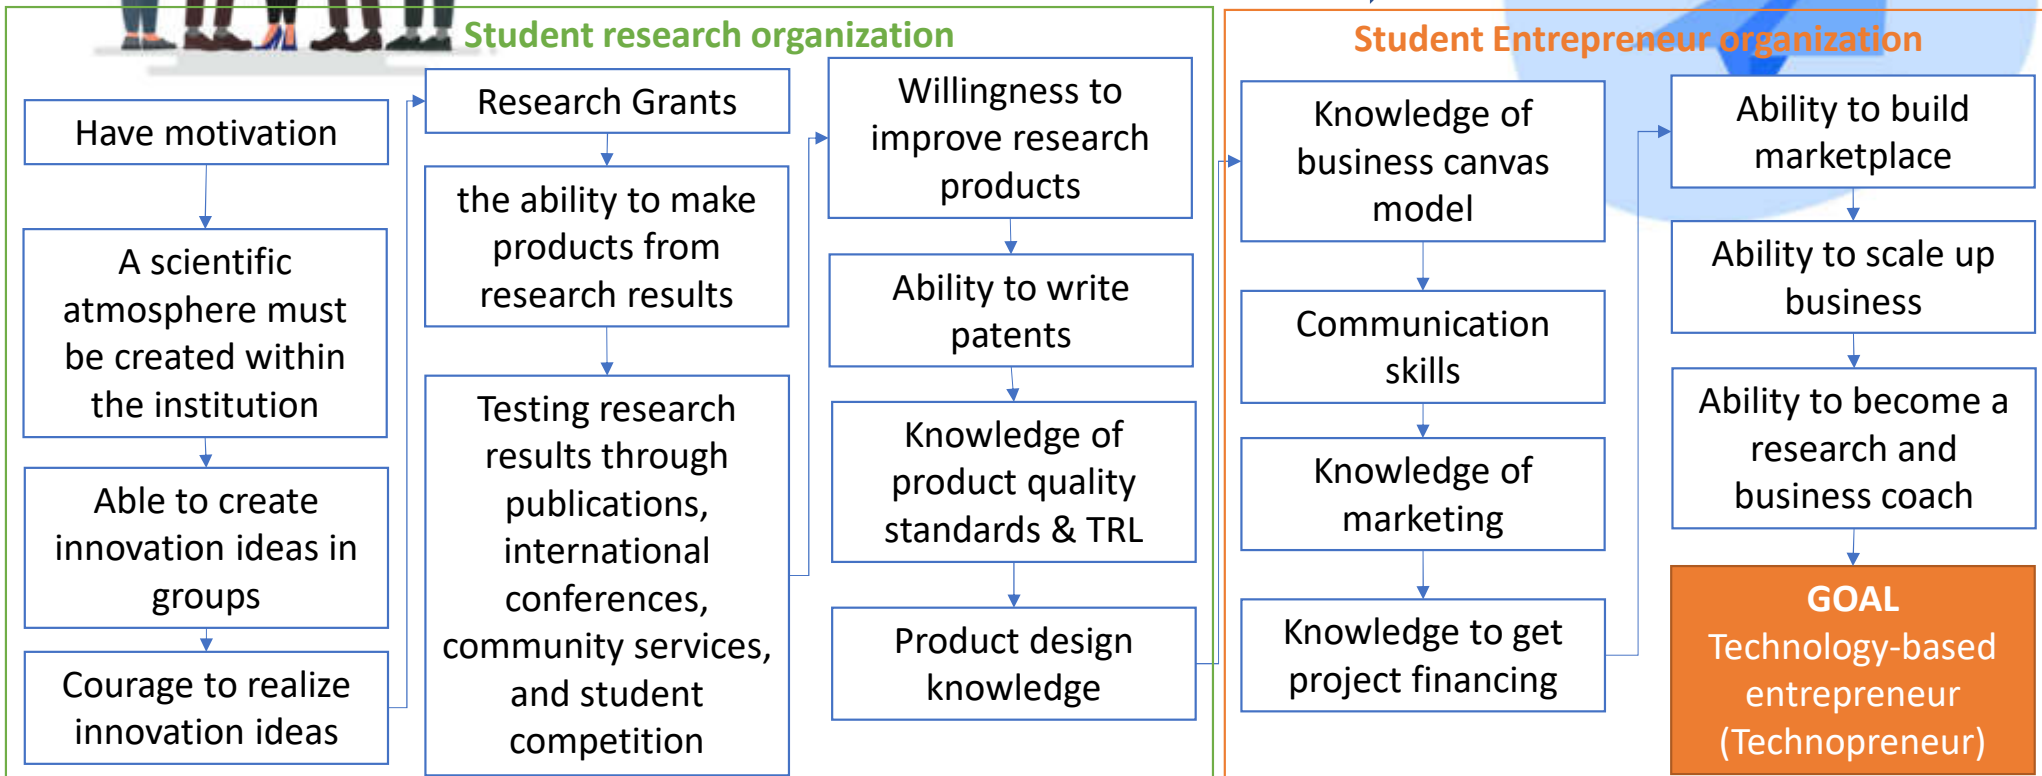 Student research organization
Have motivation
A scientific
atmosphere must
be created within
the institution
Able to create
innovation ideas in
groups
Courage to realize
innovation ideas
Research Grants
the ability to make
products from
research results
Testing research
results through
publications,
international
conferences,
community services,
and student
competition
Willingness to
improve research
products
Ability to write
patents
Knowledge of
product quality
standards & TRL
Product design
knowledge
Student Entrepreneur organization
Knowledge of
business canvas
model
Communication
skills
Knowledge of
marketing
Knowledge to get
project financing
Ability to build
marketplace
Ability to scale up
business
Ability to become a
research and
business coach
GOAL
Technology-based
entrepreneur
(Technopreneur)